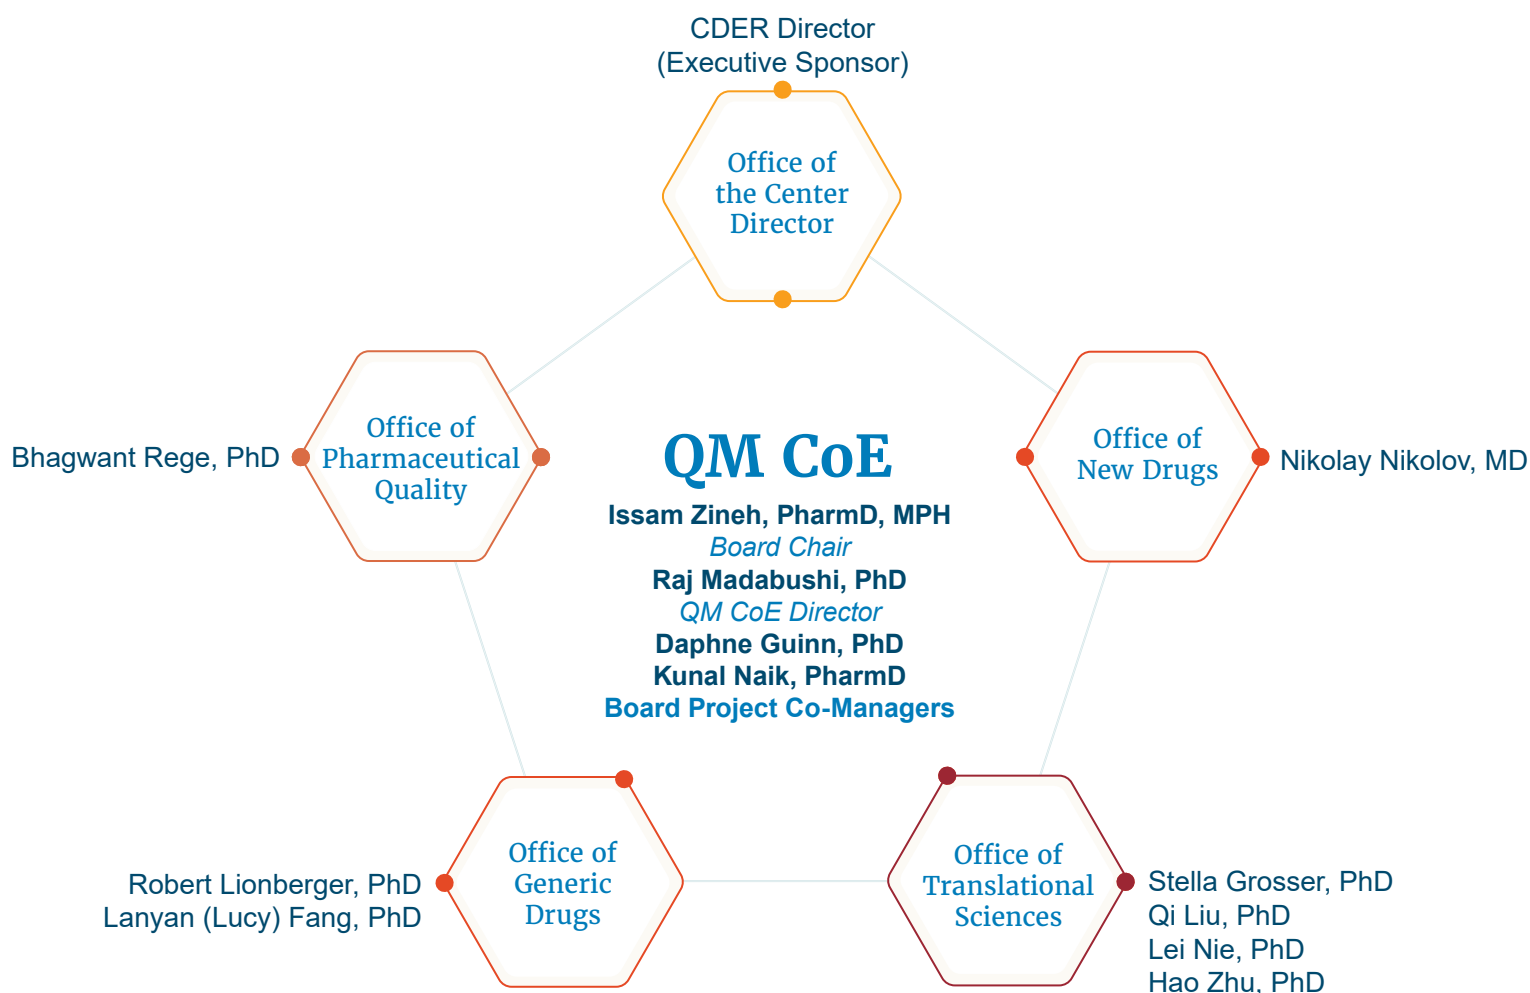 CDER Director
(Executive Sponsor)
Office of
the Center
Director
Bhagwant Rege, PhD
Office of
Pharmaceutical
Quality
QM CoE
Issam Zineh, PharmD, MPH
Board Chair
Raj Madabushi, PhD
QM CoE Director
Daphne Guinn, PhD
Kunal Naik, PharmD
Board Project Co-Managers
Office of
New Drugs
Nikolay Nikolov, MD
Robert Lionberger, PhD
Lanyan (Lucy) Fang, PhD
Office of
Generic
Drugs
Office of
Translational
Sciences
Stella Grosser, PhD
Qi Liu, PhD
Lei Nie, PhD
Hao Zhu, PhD